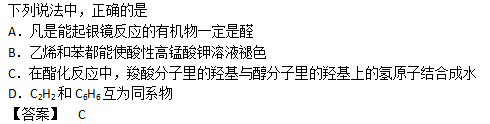 下列说法中，正确的是
A．凡是能起银镜反应的有机物一定是醛
B．乙烯和苯都能使酸性高锰酸钾溶液褪色
C．在酯化反应中，羧酸分子里的羟基与醇分子里的羟基上的氢原子结合成水
D．C₂H₂ 和 C₆H₆ 互为同系物
【答案】 C